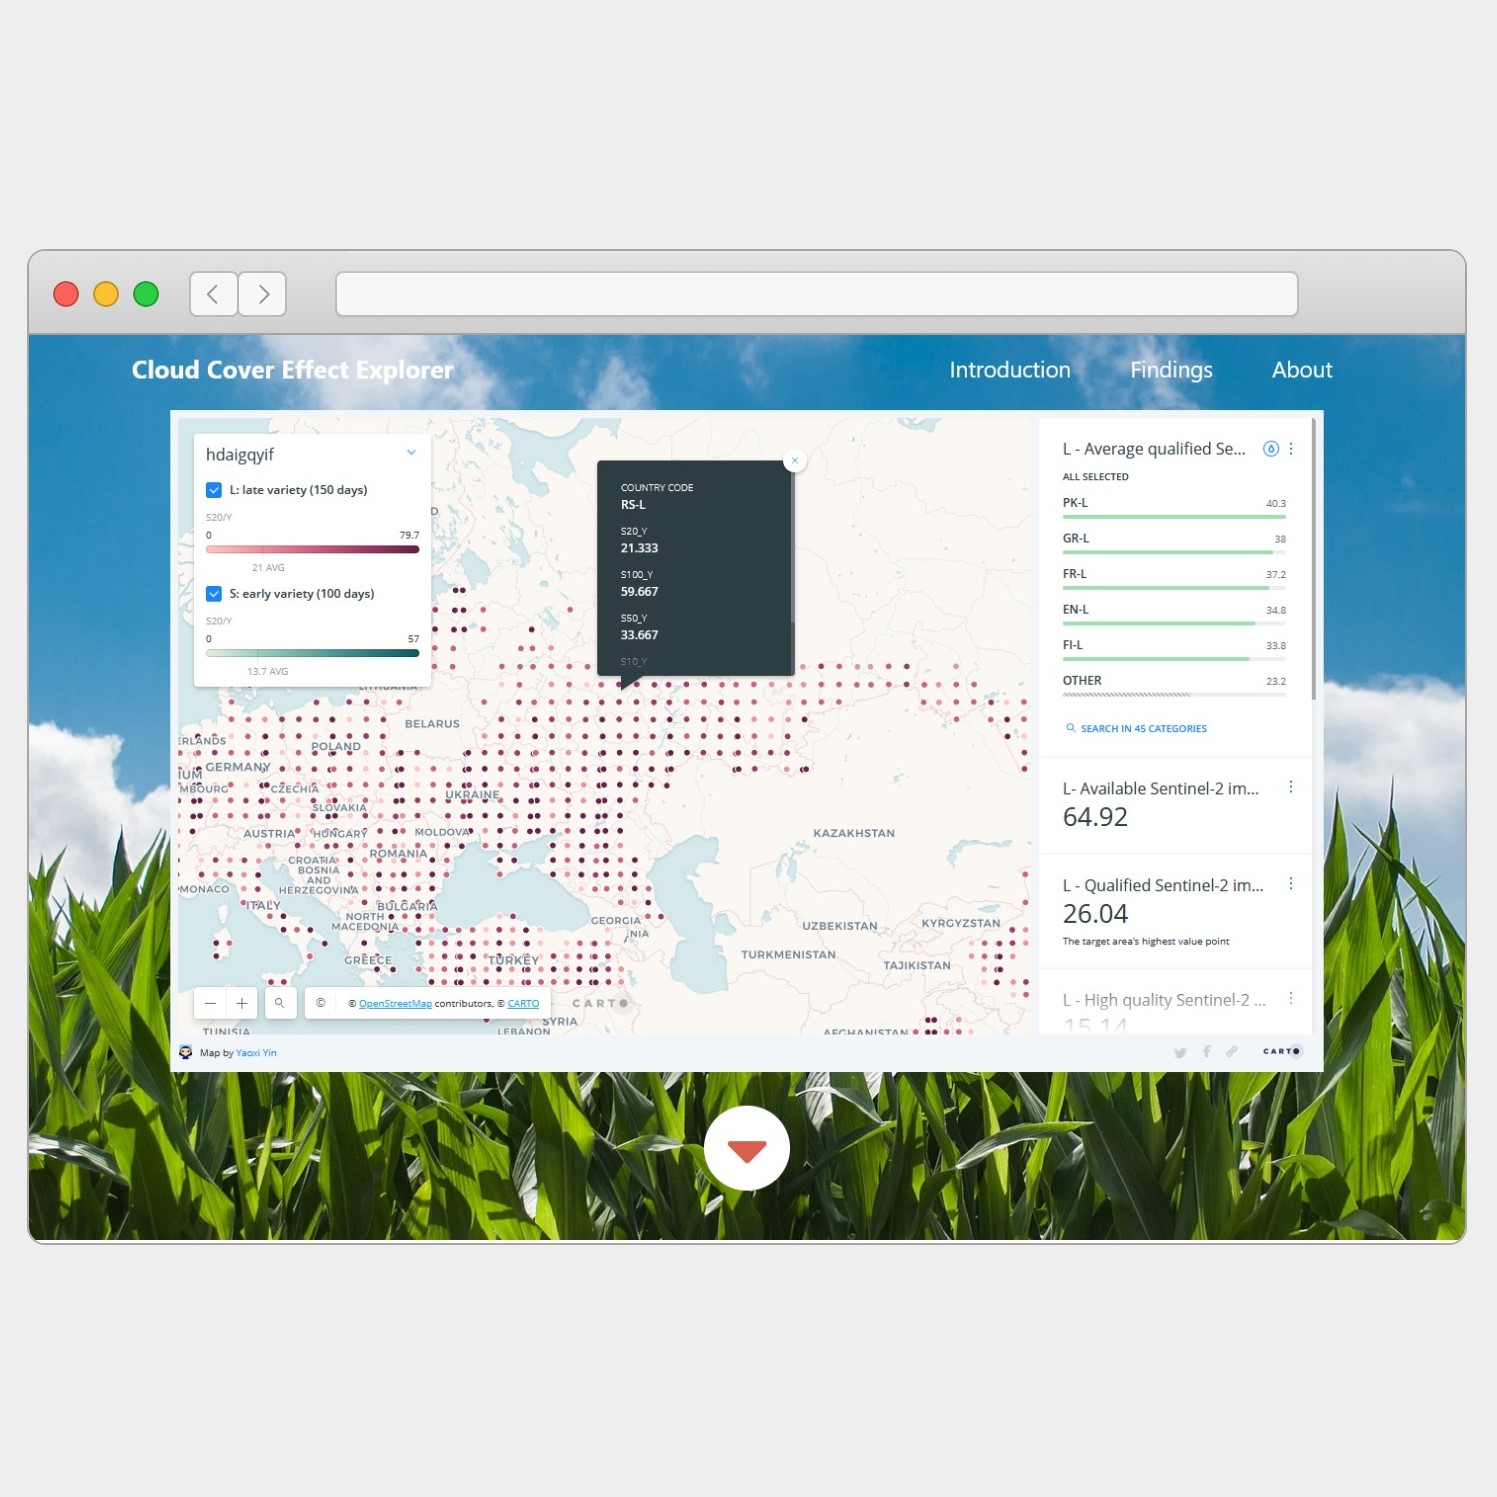 Cloud Cover Effect Explorer
Introduction
Findings
About
hdaigqyif
L: late variety (150 days)
S20/Y
0
79.7
21 AVG
S: early variety (100 days)
S20/Y
0
57
13.7 AVG
COUNTRY CODE
RS-L
S20_Y
21.333
S100_Y
59.667
S50_Y
33.667
S10_Y
D
LITHUANIA
BELARUS
ERLANDS
POLAND
GERMANY
IUM
MBOURG
CZECHIA
UKRAINE
SLOVAKIA
AUSTRIA
HUNGARY
MOLDOVA
KAZAKHSTAN
ROMANIA
CROATIA
BOSNIA
AND
HERZEGOVINA
MONACO
ITALY
BULGARIA
NORTH
MACEDONIA
GEORGIA
NIA
UZBEKISTAN
KYRGYZSTAN
GREECE
TURKEY
TURKMENISTAN
TAJIKISTAN
© OpenStreetMap contributors, © CARTO
CARTO
SYRIA
TUNISIA
LEBANON
AFGHANISTAN
Map by Yaoxi Yin
L - Average qualified Se...
ALL SELECTED
PK-L
40.3
GR-L
38
FR-L
37.2
EN-L
34.8
FI-L
33.8
OTHER
23.2
SEARCH IN 45 CATEGORIES
L- Available Sentinel-2 im...
64.92
L - Qualified Sentinel-2 im...
26.04
The target area's highest value point
L - High quality Sentinel-2 ...
15.14
CARTO